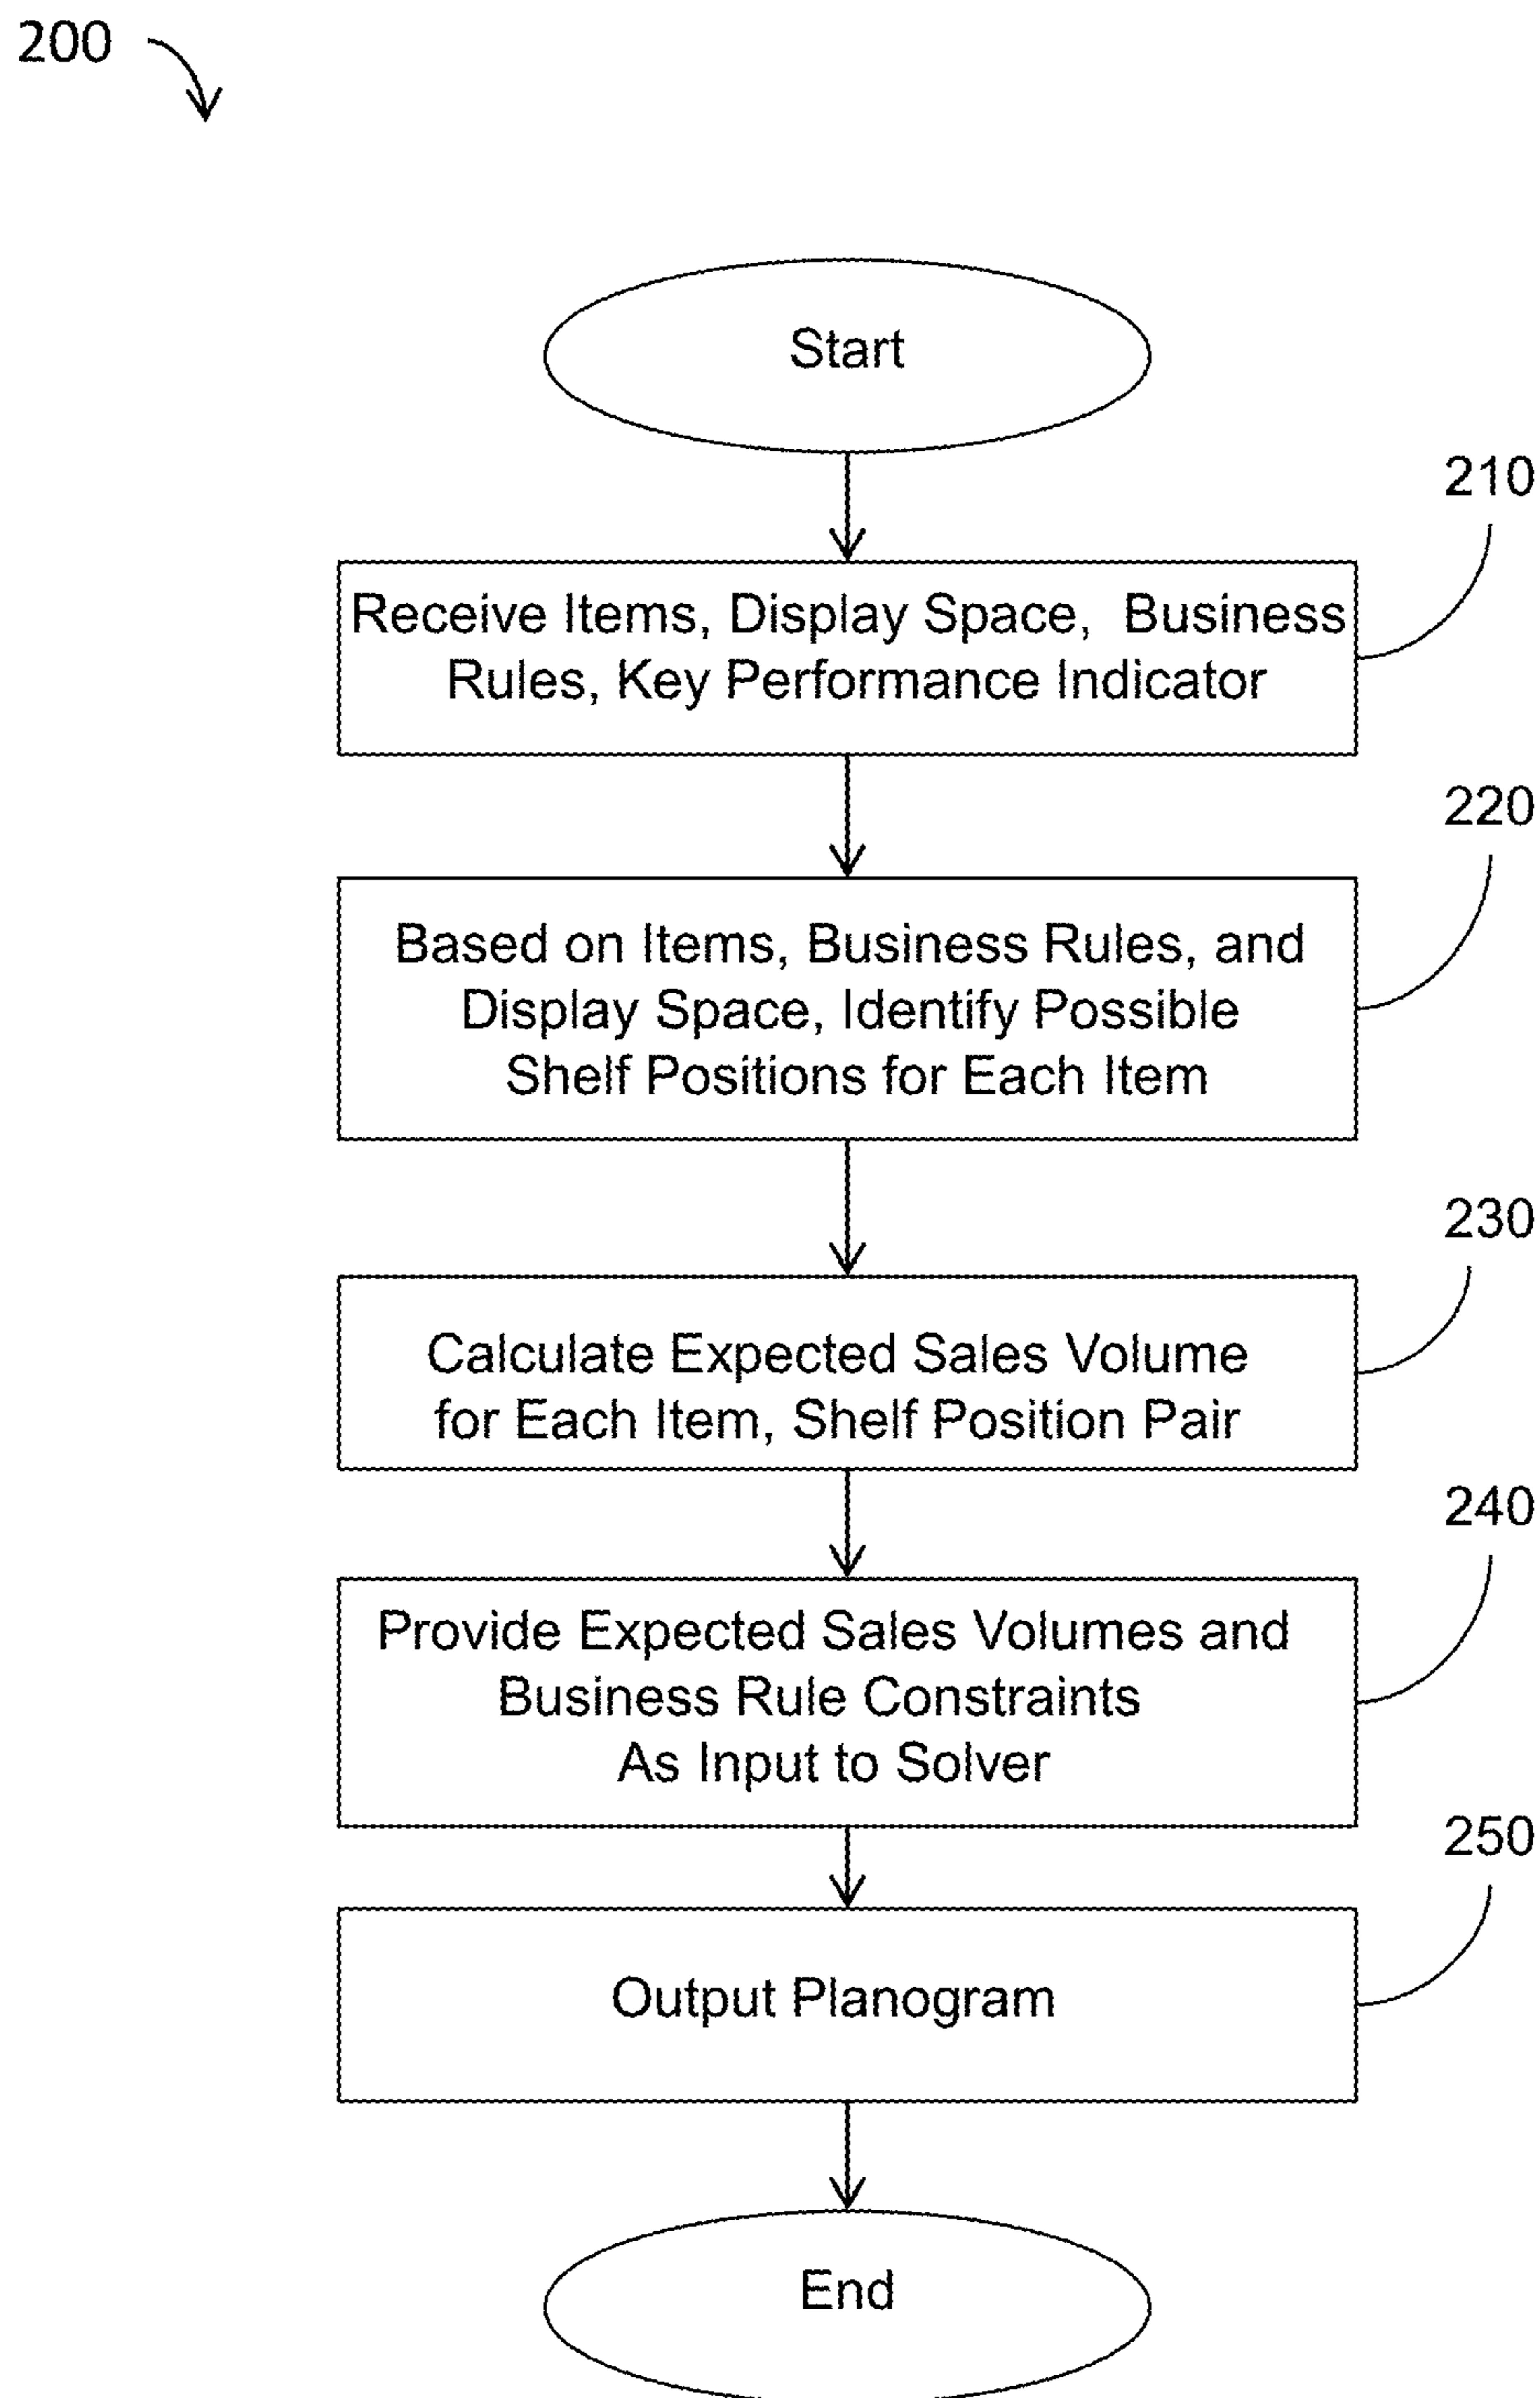 200
Start
210
Receive Items, Display Space, Business
Rules, Key Performance Indicator
220
Based on Items, Business Rules, and
Display Space, Identify Possible
Shelf Positions for Each Item
230
Calculate Expected Sales Volume
for Each Item, Shelf Position Pair
240
Provide Expected Sales Volumes and
Business Rule Constraints
As Input to Solver
250
Output Planogram
End